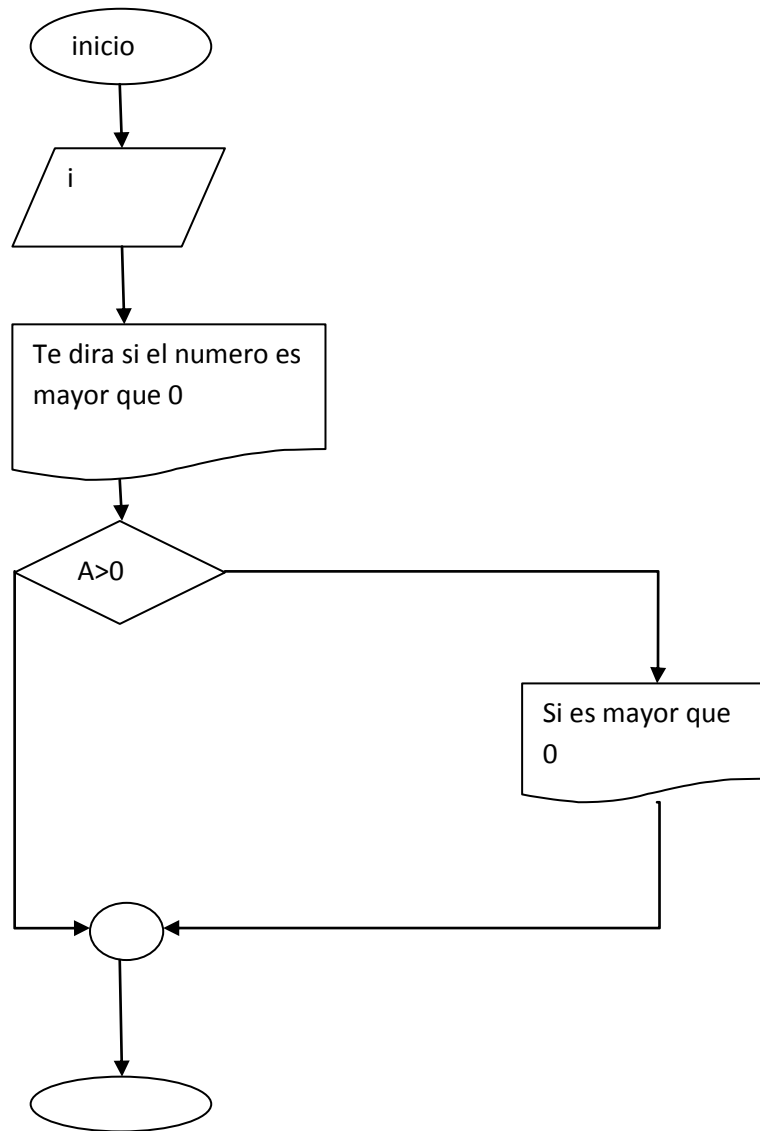 inicio
i
Te dira si el numero es
mayor que 0
A>0
Si es mayor que
0